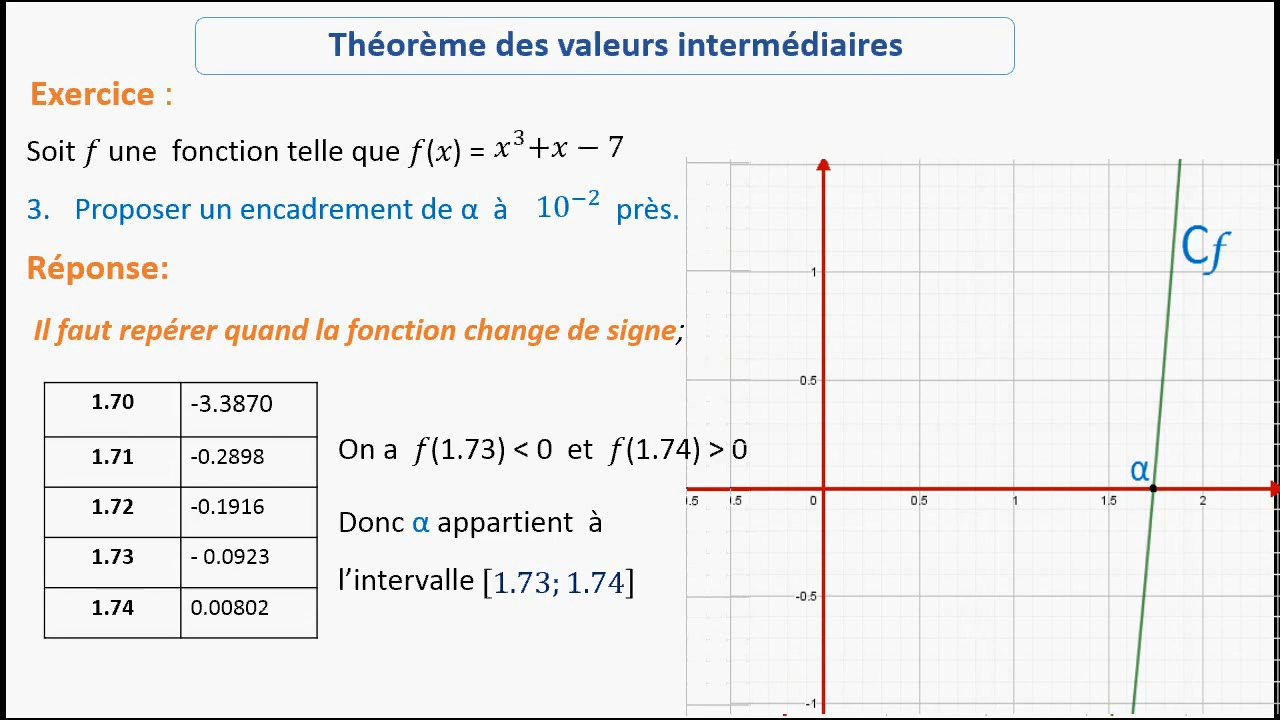 Théorème des valeurs intermédiaires
Exercice :
Soit f une fonction telle que f(x) = x³+x − 7
3. Proposer un encadrement de α à 10⁻² près.
Réponse:
Il faut repérer quand la fonction change de signe;
1.70 -3.3870
1.71 -0.2898
1.72 -0.1916
1.73 - 0.0923
1.74 0.00802
On a f(1.73) < 0 et f(1.74) > 0
Donc α appartient à
l’intervalle [1.73; 1.74]
Cf
α
1
0.5
.5 0.5 0 0.5 1 1.5 2
-0.5
-1